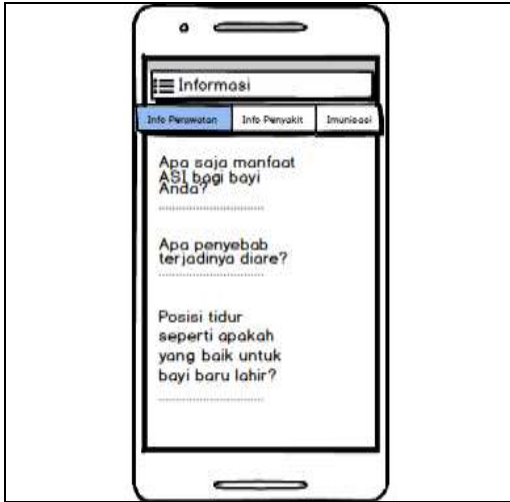 Informasi
Info Perawatan Info Penyakit Imunisasi
Apa saja manfaat
ASI bagi bayi
Anda?
Apa penyebab
terjadinya diare?
Posisi tidur
seperti apakah
yang baik untuk
bayi baru lahir?